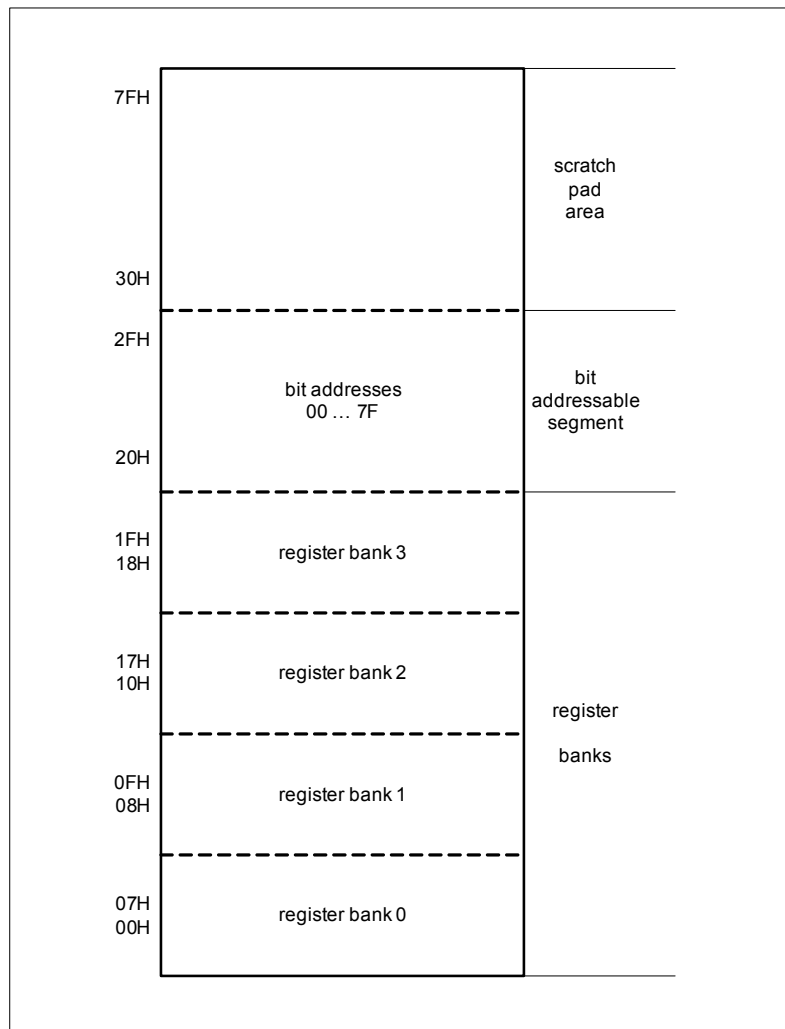 7FH
scratch
pad
area
30H
2FH
bit addresses
00 … 7F
bit
addressable
segment
20H
1FH
18H
register bank 3
17H
10H
register bank 2
register
banks
0FH
08H
register bank 1
07H
00H
register bank 0